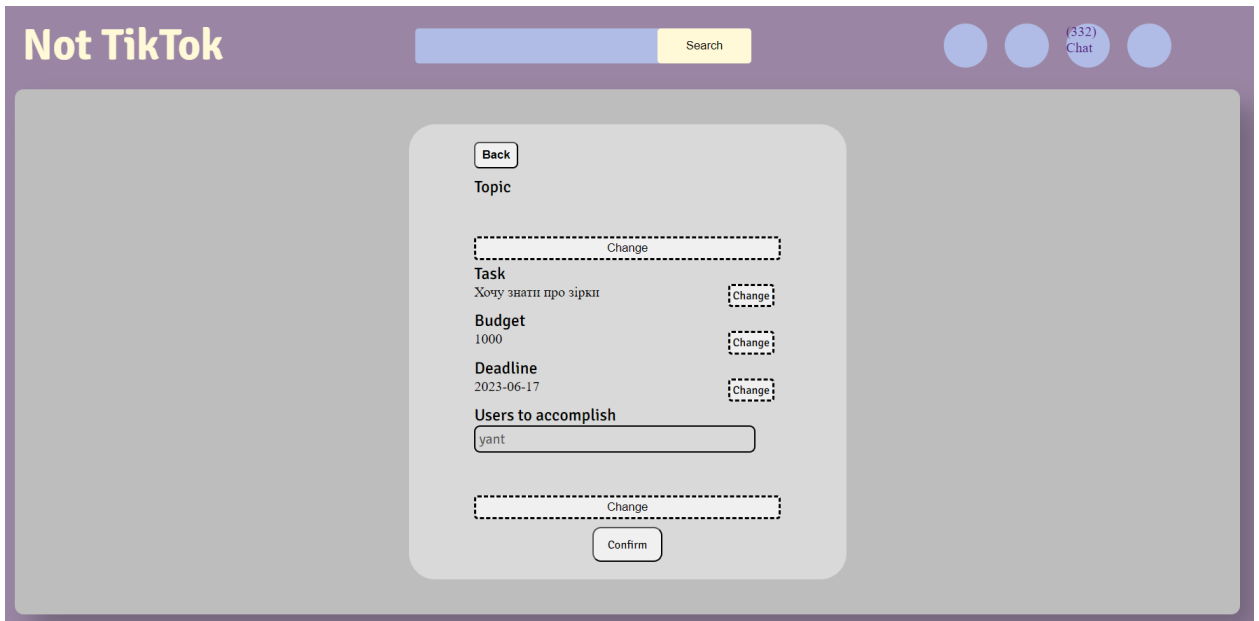 Not TikTok
Search
(332)
Chat
Back
Topic
Change
Task
Хочу знати про зірки
Change
Budget
1000
Change
Deadline
2023-06-17
Change
Users to accomplish
yant
Change
Confirm